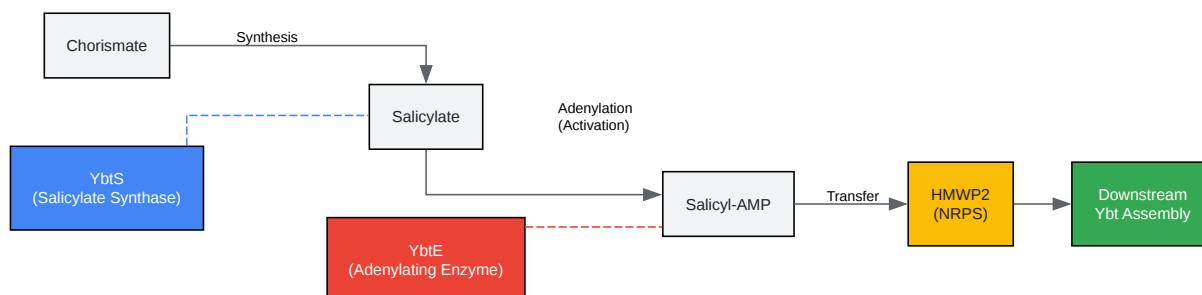 Chorismate
Synthesis
Salicylate
Adenylation
(Activation)
YbtS
(Salicylate Synthase)
Salicyl-AMP
Transfer
HMWP2
(NRPS)
Downstream
Ybt Assembly
YbtE
(Adenylating Enzyme)